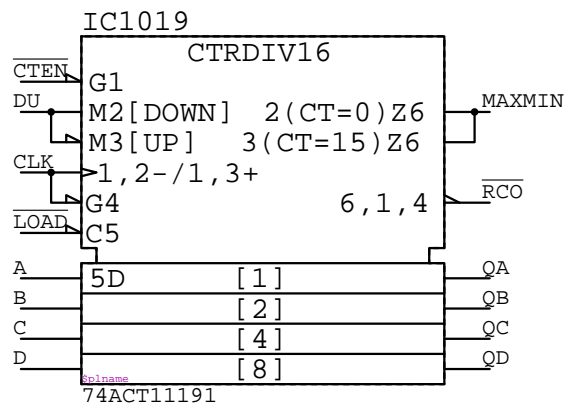 IC1019
CTRDIV16
CTEN
G1
DU
M2[DOWN] 2(CT=0)Z6
MAXMIN
M3[UP] 3(CT=15)Z6
CLK
1,2-/1,3+
G4
6,1,4
RCO
LOAD
C5
A
5D
[1]
QA
B
[2]
QB
C
[4]
QC
D
[8]
QD
$plname
74ACT11191